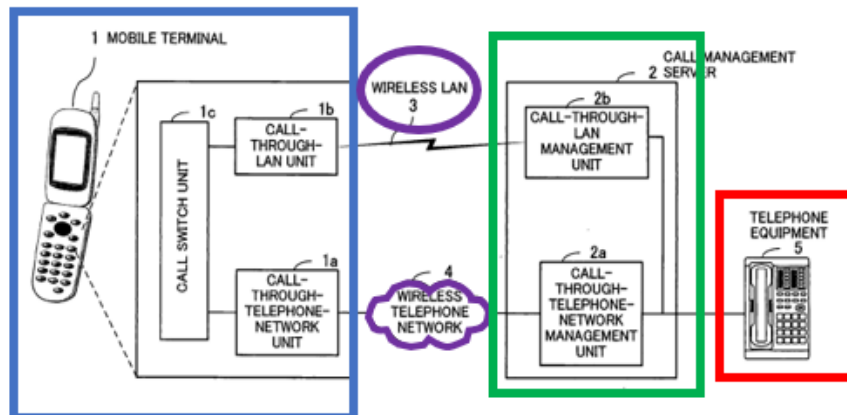 1 MOBILE TERMINAL
WIRELESS LAN
3
CALL MANAGEMENT
2 SERVER
1c
CALL SWITCH UNIT
1b
CALL-
THROUGH-
LAN UNIT
2b
CALL-THROUGH-
LAN
MANAGEMENT
UNIT
1a
CALL-
THROUGH-
TELEPHONE-
NETWORK
UNIT
4
WIRELESS
TELEPHONE
NETWORK
2a
CALL-
THROUGH-
TELEPHONE-
NETWORK
MANAGEMENT
UNIT
TELEPHONE
EQUIPMENT
5